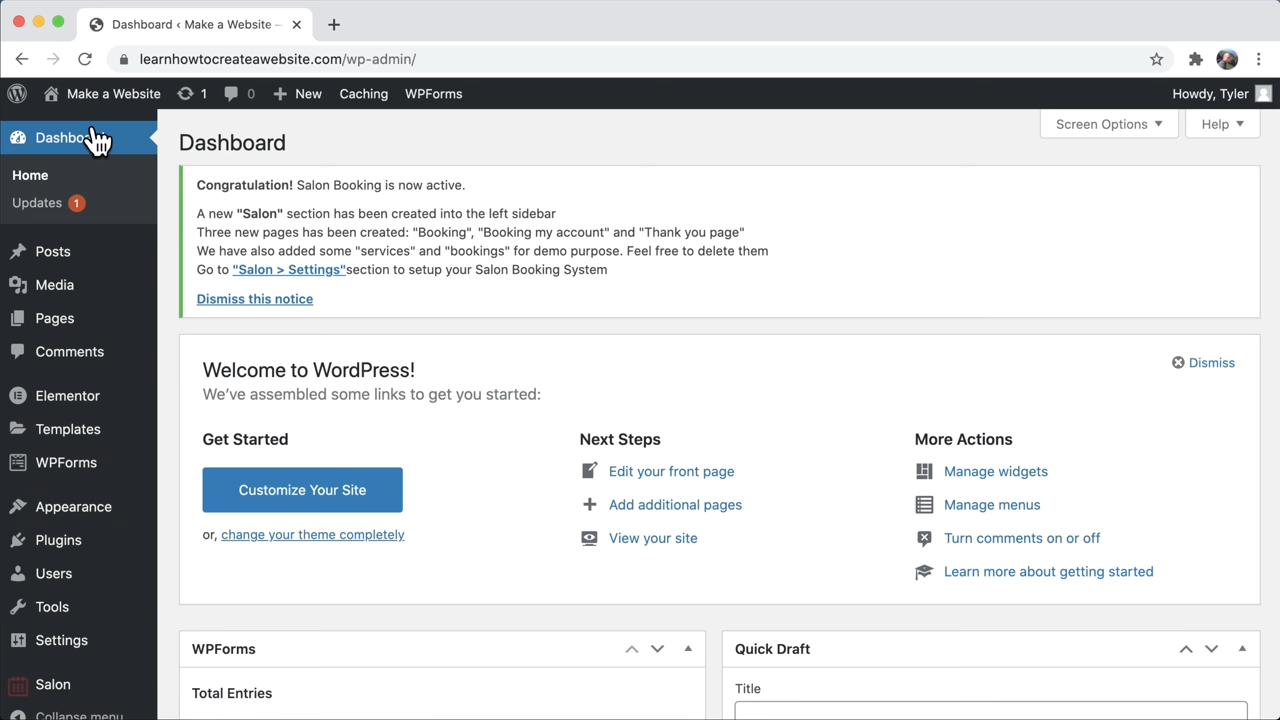 Dashboard ‹ Make a Website –
learnhowtocreateawebsite.com/wp-admin/
Make a Website 1 0 New Caching WPForms Howdy, Tyler
Screen Options Help
Home
Updates 1
Posts
Media
Pages
Comments
Elementor
Templates
WPForms
Appearance
Plugins
Users
Tools
Settings
Salon
Collapse menu
Dashboard
Congratulation! Salon Booking is now active.
A new "Salon" section has been created into the left sidebar
Three new pages has been created: "Booking", "Booking my account" and "Thank you page"
We have also added some "services" and "bookings" for demo purpose. Feel free to delete them
Go to "Salon > Settings"section to setup your Salon Booking System
Dismiss this notice
Welcome to WordPress!
Dismiss
We've assembled some links to get you started:
Get Started
Customize Your Site
or, change your theme completely
Next Steps
Edit your front page
Add additional pages
View your site
More Actions
Manage widgets
Manage menus
Turn comments on or off
Learn more about getting started
WPForms
Total Entries
Quick Draft
Title